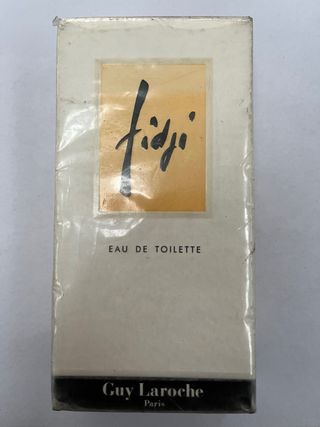 fidji
EAU DE TOILETTE
Guy Laroche
Paris